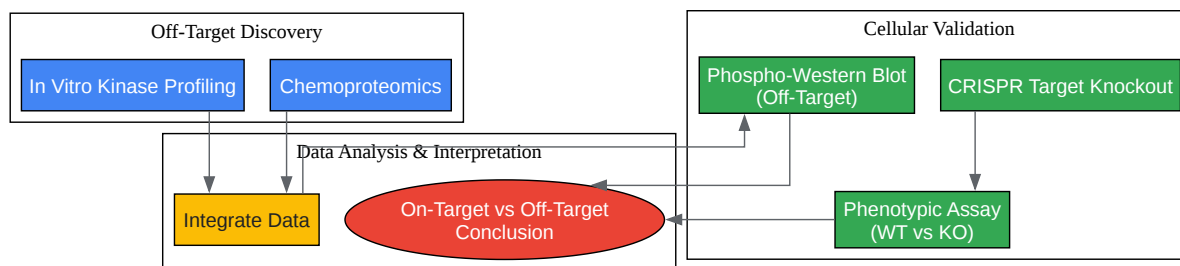 Off-Target Discovery
In Vitro Kinase Profiling
Chemoproteomics
Cellular Validation
Phospho-Western Blot
(Off-Target)
CRISPR Target Knockout
Data Analysis & Interpretation
Integrate Data
On-Target vs Off-Target
Conclusion
Phenotypic Assay
(WT vs KO)